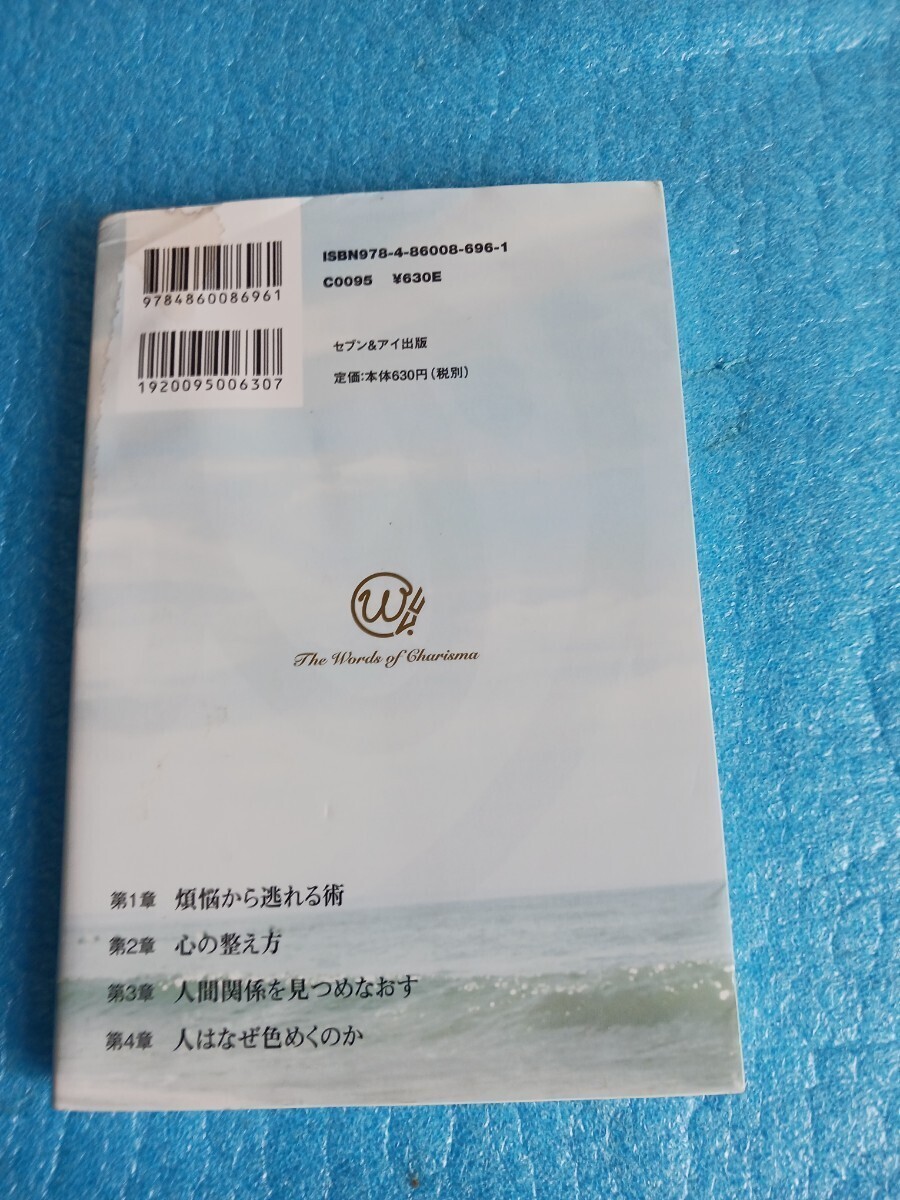 ISBN978-4-86008-696-1
C0095 ¥630E
9784860086961
セブン&アイ出版
1920095006307
定価:本体630円(税別)
W
The Words of Charisma
第1章 煩悩から逃れる術
第2章 心の整え方
第3章 人間関係を見つめなおす
第4章 人はなぜ色めくのか